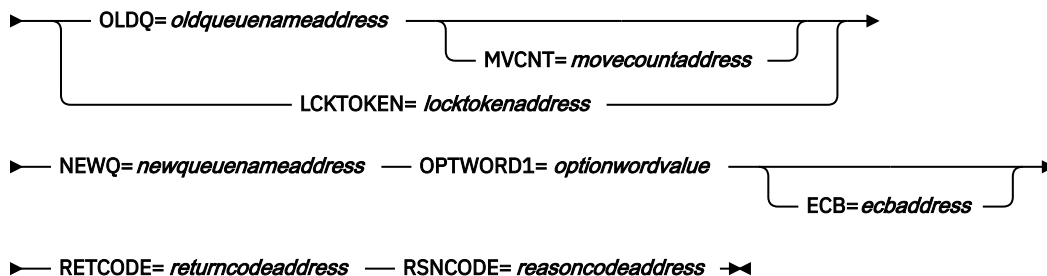 OLDQ= oldqueuenameaddress
MVCNT= movecountaddress
LCKTOKEN= locktokenaddress
NEWQ= newqueuenameaddress OPTWORD1= optionwordvalue
ECB= ecbaddress
RETCODE= returncodeaddress RSNCODE= reasoncodeaddress